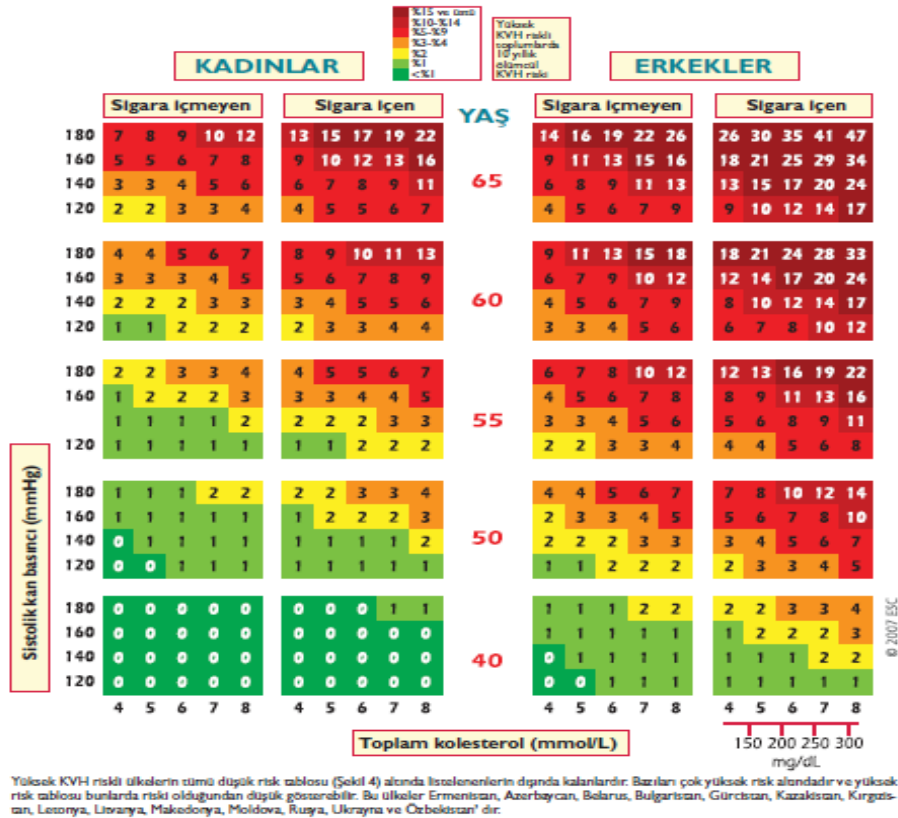 %15 ve üstü
%10-%14
%5-%9
%3-%4
%2
%1
<%1
Yüksek
KVH riskli
toplumlarda
10 yıllık
ölümcül
KVH riski
KADINLAR ERKEKLER
Sigara içmeyen Sigara içen YAŞ Sigara içmeyen Sigara içen
180 7 8 9 10 12 13 15 17 19 22 14 16 19 22 26 26 30 35 41 47
160 5 5 6 7 8 9 10 12 13 16 9 11 13 15 16 18 21 25 29 34
140 3 3 4 5 6 6 7 8 9 11 65 6 8 9 11 13 13 15 17 20 24
120 2 2 3 3 4 4 5 5 6 7 4 5 6 7 9 9 10 12 14 17
180 4 4 5 6 7 8 9 10 11 13 9 11 13 15 18 18 21 24 28 33
160 3 3 3 4 5 5 6 7 8 9 6 7 9 10 12 12 14 17 20 24
140 2 2 2 3 3 3 4 5 5 6 60 4 5 6 7 9 8 10 12 14 17
120 1 1 2 2 2 2 3 3 4 4 3 3 4 5 6 6 7 8 10 12
180 2 2 3 3 4 4 5 5 6 7 6 7 8 10 12 12 13 16 19 22
160 1 2 2 2 3 3 3 4 4 5 4 5 6 7 8 8 9 11 13 16
1 1 1 1 2 2 2 2 3 3 55 3 3 4 5 6 5 6 8 9 11
120 1 1 1 1 1 1 1 2 2 2 2 2 3 3 4 4 4 5 6 8
180 1 1 1 2 2 2 2 3 3 4 4 4 5 6 7 7 8 10 12 14
160 1 1 1 1 1 1 2 2 2 3 2 3 3 4 5 5 6 7 8 10
140 0 1 1 1 1 1 1 1 1 2 50 2 2 2 3 3 3 4 5 6 7
120 0 0 1 1 1 1 1 1 1 1 1 1 2 2 2 2 3 3 4 5
180 0 0 0 0 0 0 0 0 1 1 1 1 1 2 2 2 2 3 3 4
160 0 0 0 0 0 0 0 0 0 0 1 1 1 1 1 1 2 2 2 3
140 0 0 0 0 0 0 0 0 0 0 40 0 1 1 1 1 1 1 1 2 2
120 0 0 0 0 0 0 0 0 0 0 0 0 1 1 1 1 1 1 1 1
4 5 6 7 8 4 5 6 7 8 4 5 6 7 8 4 5 6 7 8
Sistolik kan basıncı (mmHg)
© 2007 ESC
Toplam kolesterol (mmol/L)
150 200 250 300
mg/dL
Yüksek KVH riskli ülkelerin tümü düşük risk tablosu (Şekil 4) altında listelenenlerin dışında kalanlardır. Bazıları çok yüksek risk altındadır ve yüksek
risk tablosu bunlarda riski olduğundan düşük gösterebilir. Bu ülkeler Ermenistan, Azerbaycan, Belarus, Bulgaristan, Gürcistan, Kazakistan, Kırgızis-
tan, Letonya, Litvanya, Makedonya, Moldova, Rusya, Ukrayna ve Özbekistan' dır.